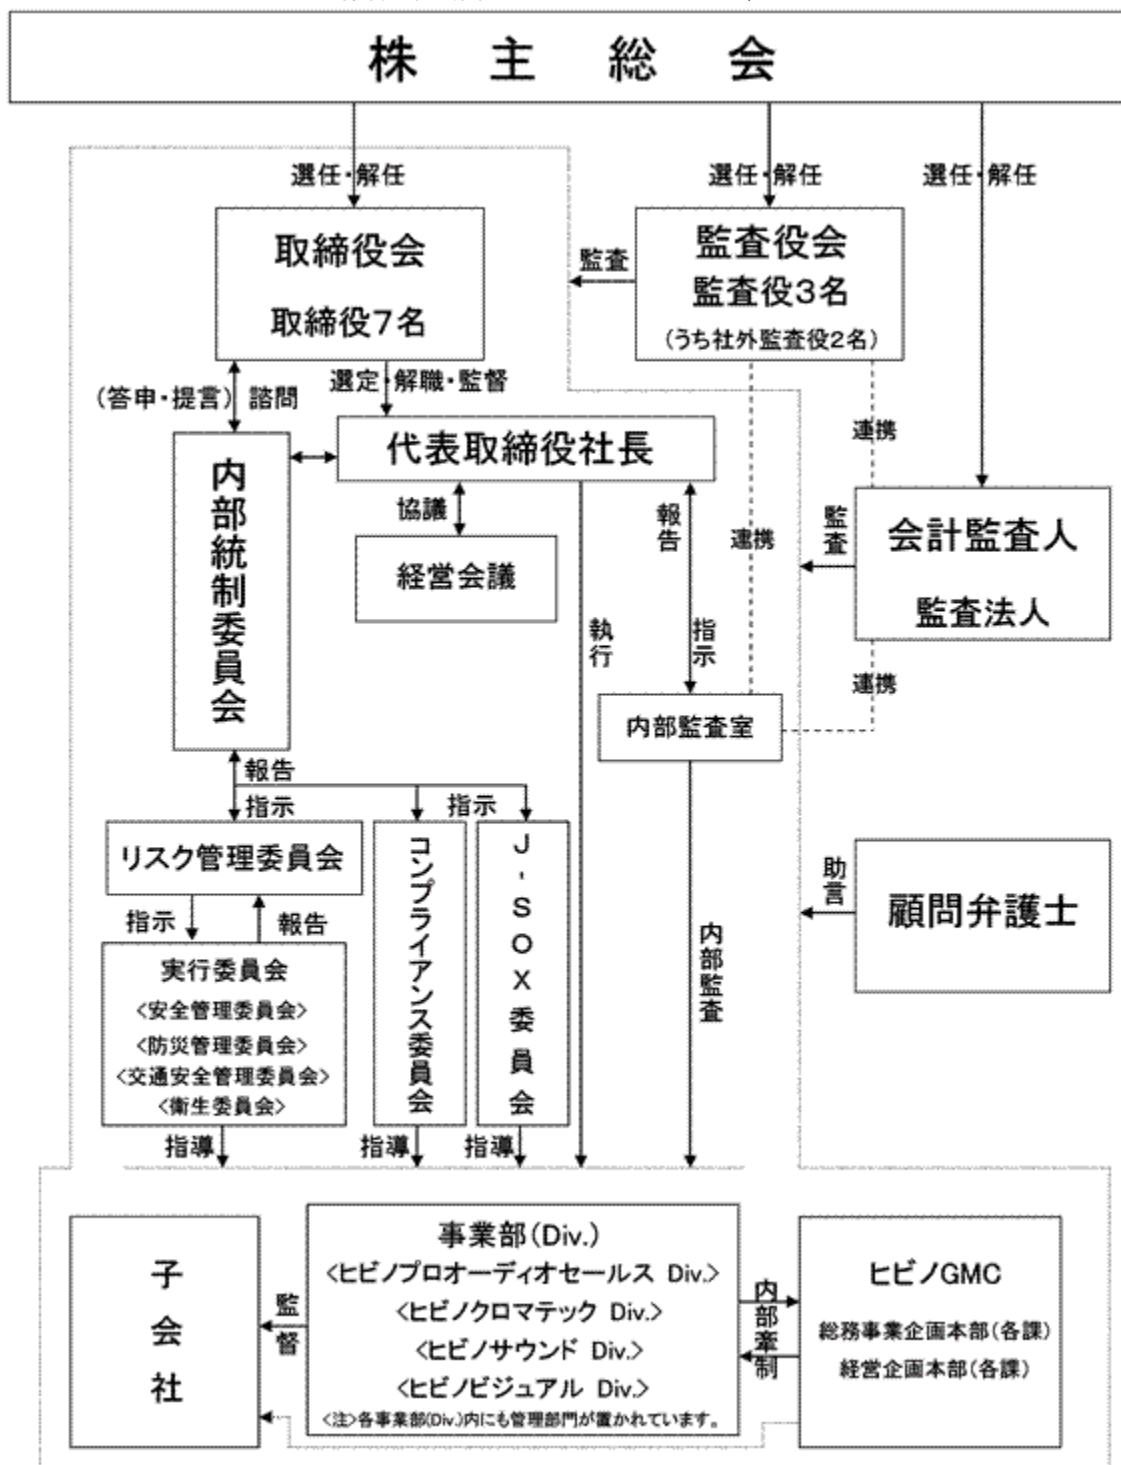 株主総会
選任・解任
選任・解任
選任・解任
取締役会
取締役7名
監査役会
監査役3名
(うち社外監査役2名)
監査
(答申・提言)
諮問
選定・解職・監督
代表取締役社長
連携
内部統制委員会
協議
経営会議
報告
指示
連携
監査
会計監査人
監査法人
執行
連携
内部監査室
報告
指示
指示
リスク管理委員会
コンプライアンス委員会
J-SOX委員会
助言
顧問弁護士
指示
報告
内部監査
実行委員会
<安全管理委員会>
<防災管理委員会>
<交通安全管理委員会>
<衛生委員会>
指導
指導
指導
子会社
監督
事業部(Div.)
<ヒビノプロオーディオセールス Div.>
<ヒビノクロマテック Div.>
<ヒビノサウンド Div.>
<ヒビノビジュアル Div.>
<注>各事業部(Div.)内にも管理部門が置かれています。
内部牽制
ヒビノGMC
総務事業企画本部(各課)
経営企画本部(各課)